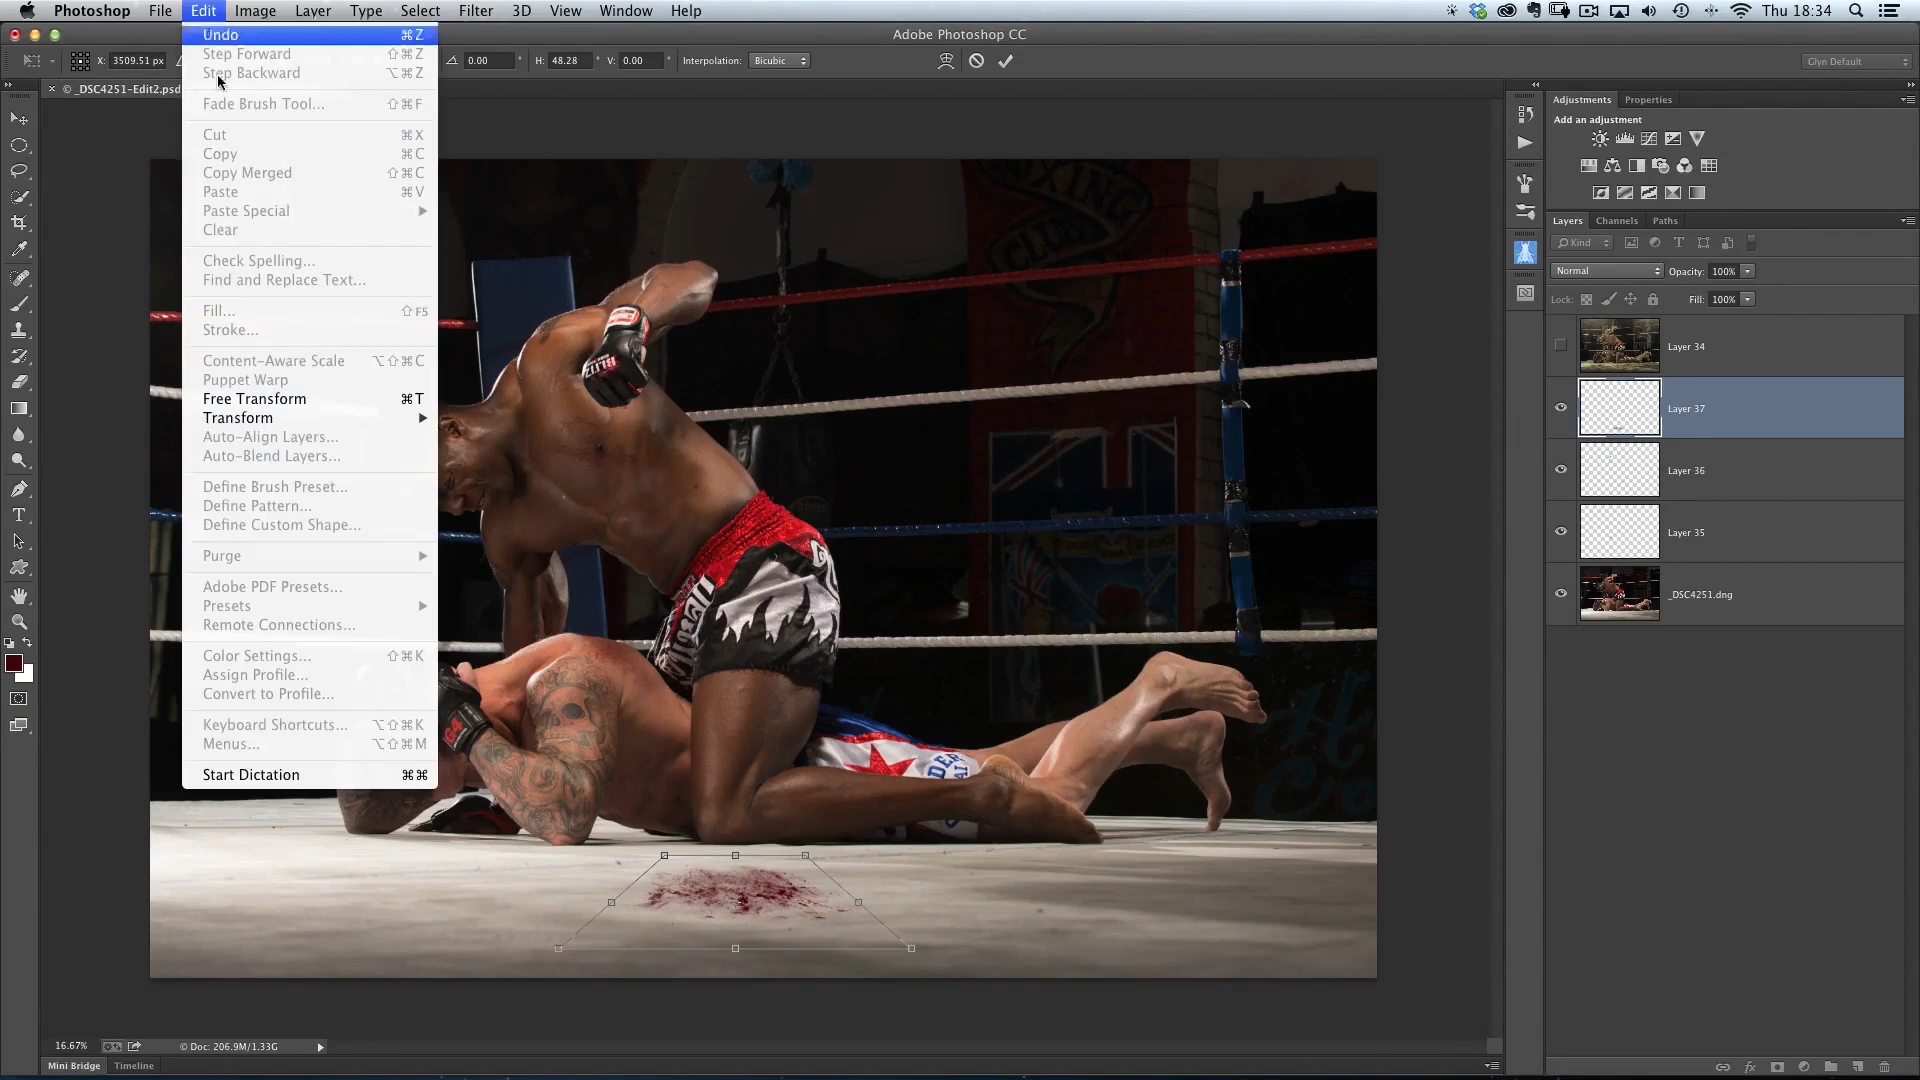 Photoshop File Edit Image Layer Type Select Filter 3D View Window Help Thu 18:34
Adobe Photoshop CC
X: 3509.51 px 0.00 ° H: 48.28 V: 0.00 ° Interpolation: Bicubic Glyn Default
× © _DSC4251-Edit2.psd
Undo ⌘Z
Step Forward ⇧⌘Z
Step Backward ⌥⌘Z
Fade Brush Tool... ⇧⌘F
Cut ⌘X
Copy ⌘C
Copy Merged ⇧⌘C
Paste ⌘V
Paste Special
Clear
Check Spelling...
Find and Replace Text...
Fill... ⇧F5
Stroke...
Content-Aware Scale ⌥⇧⌘C
Puppet Warp
Free Transform ⌘T
Transform
Auto-Align Layers...
Auto-Blend Layers...
Define Brush Preset...
Define Pattern...
Define Custom Shape...
Purge
Adobe PDF Presets...
Presets
Remote Connections...
Color Settings... ⇧⌘K
Assign Profile...
Convert to Profile...
Keyboard Shortcuts... ⌥⇧⌘K
Menus... ⌥⇧⌘M
Start Dictation ⌘⌘
BLITZ
Adjustments Properties
Add an adjustment
Layers Channels Paths
Kind
Normal Opacity: 100%
Lock: Fill: 100%
Layer 34
Layer 37
Layer 36
Layer 35
_DSC4251.dng
16.67% © Doc: 206.9M/1.33G
Mini Bridge Timeline